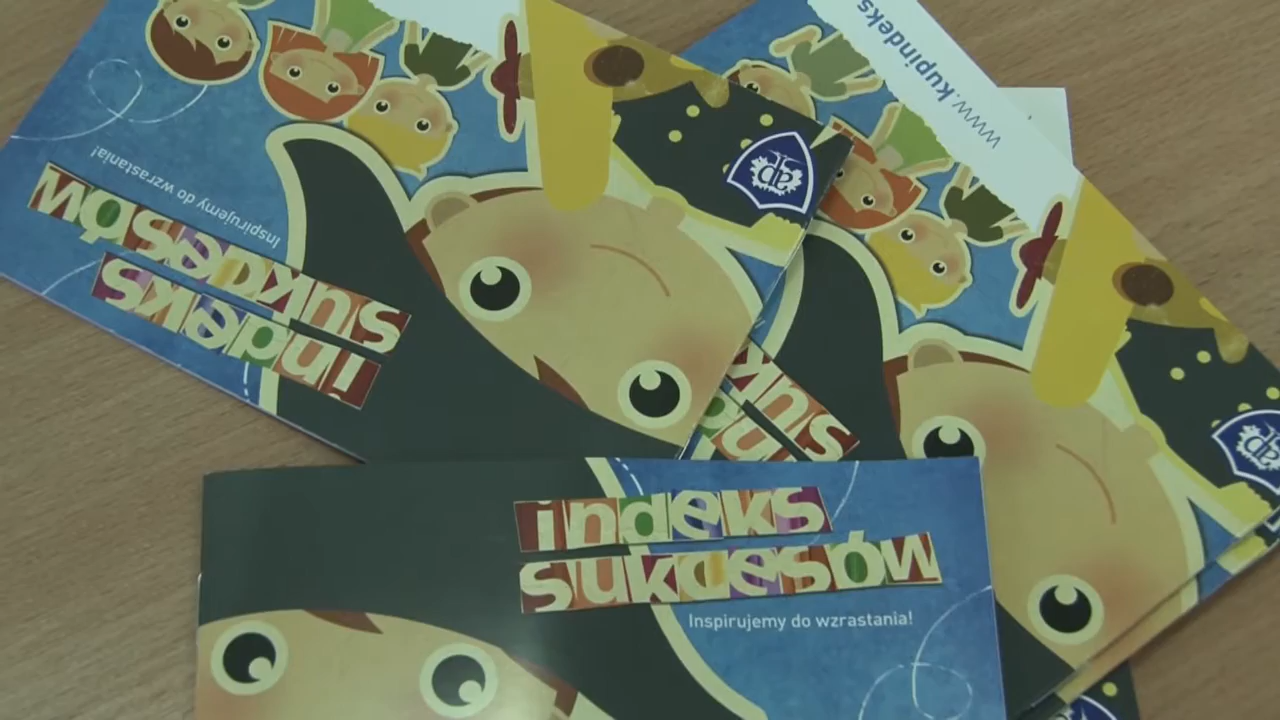 www.kupindeks
Inspirujemy do wzrastania!
indeks
sukcesów
indeks
sukcesów
Inspirujemy do wzrastania!